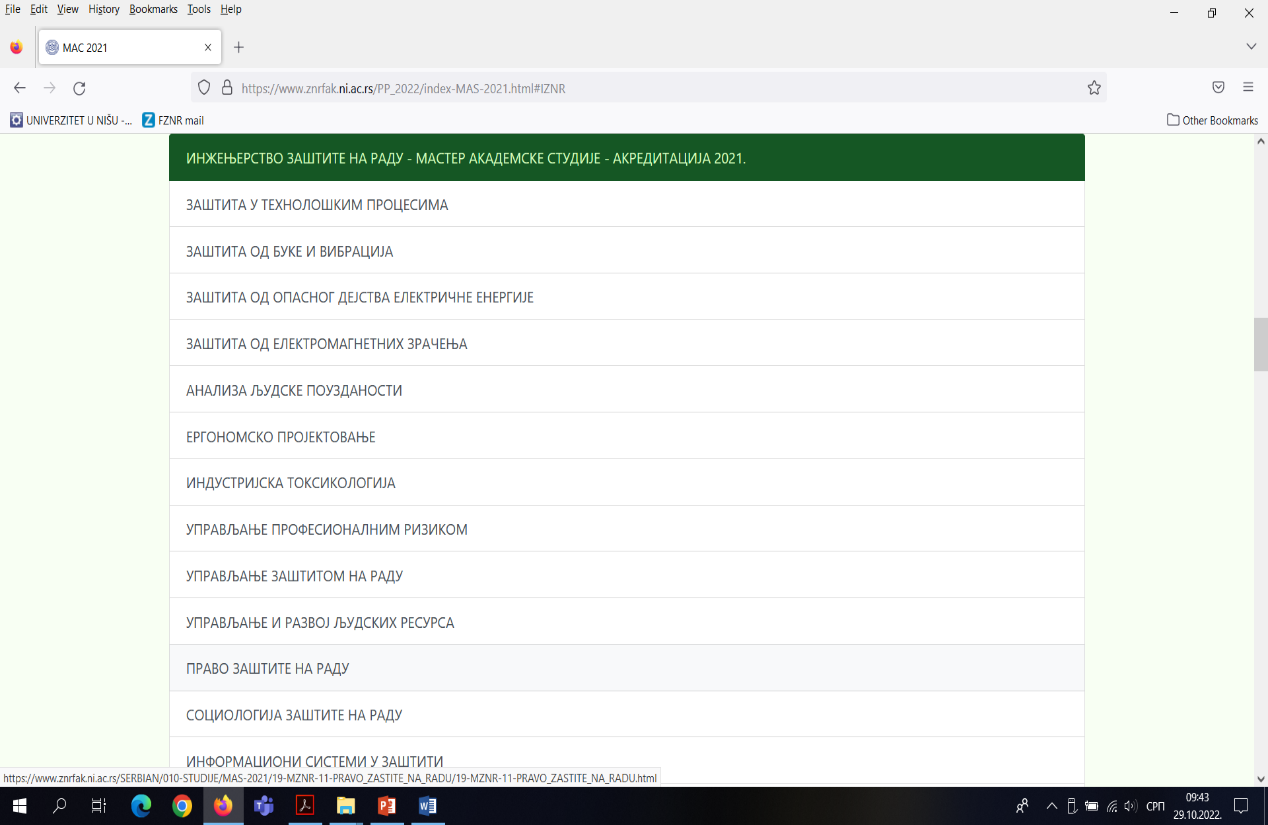 File Edit View History Bookmarks Tools Help
МАС 2021
https://www.znrfak.ni.ac.rs/PP_2022/index-MAS-2021.html#IZNR
UNIVERZITET U NIŠU -... FZNR mail Other Bookmarks
ИНЖЕЊЕРСТВО ЗАШТИТЕ НА РАДУ - МАСТЕР АКАДЕМСКЕ СТУДИЈЕ - АКРЕДИТАЦИЈА 2021.
ЗАШТИТА У ТЕХНОЛОШКИМ ПРОЦЕСИМА
ЗАШТИТА ОД БУКЕ И ВИБРАЦИЈА
ЗАШТИТА ОД ОПАСНОГ ДЕЈСТВА ЕЛЕКТРИЧНЕ ЕНЕРГИЈЕ
ЗАШТИТА ОД ЕЛЕКТРОМАГНЕТНИХ ЗРАЧЕЊА
АНАЛИЗА ЉУДСКЕ ПОУЗДАНОСТИ
ЕРГОНОМСКО ПРОЈЕКТОВАЊЕ
ИНДУСТРИЈСКА ТОКСИКОЛОГИЈА
УПРАВЉАЊЕ ПРОФЕСИОНАЛНИМ РИЗИКОМ
УПРАВЉАЊЕ ЗАШТИТОМ НА РАДУ
УПРАВЉАЊЕ И РАЗВОЈ ЉУДСКИХ РЕСУРСА
ПРАВО ЗАШТИТЕ НА РАДУ
СОЦИОЛОГИЈА ЗАШТИТЕ НА РАДУ
ИНФОРМАЦИОНИ СИСТЕМИ У ЗАШТИТИ
https://www.znrfak.ni.ac.rs/SERBIAN/010-STUDIJE/MAS-2021/19-MZNR-11-PRAVO_ZASTITE_NA_RADU/19-MZNR-11-PRAVO_ZASTITE_NA_RADU.html
СРП
09:43
29.10.2022.